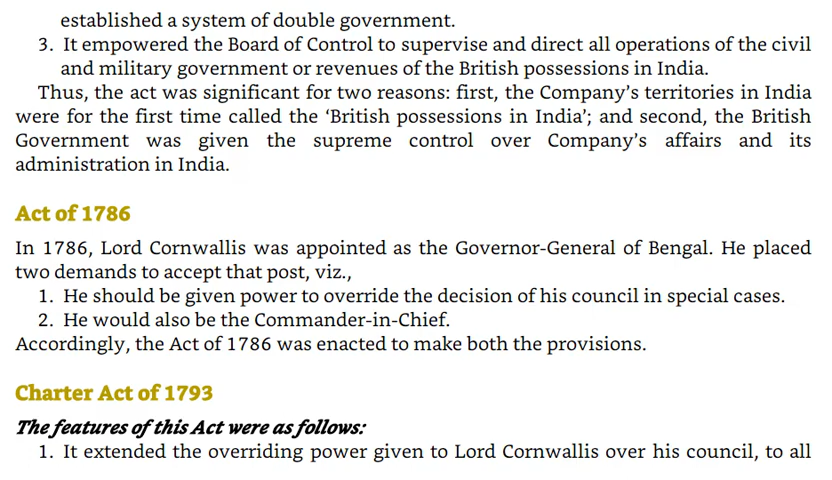 established a system of double government.
3. It empowered the Board of Control to supervise and direct all operations of the civil
and military government or revenues of the British possessions in India.
Thus, the act was significant for two reasons: first, the Company’s territories in India
were for the first time called the ‘British possessions in India’; and second, the British
Government was given the supreme control over Company’s affairs and its
administration in India.
Act of 1786
In 1786, Lord Cornwallis was appointed as the Governor-General of Bengal. He placed
two demands to accept that post, viz.,
1. He should be given power to override the decision of his council in special cases.
2. He would also be the Commander-in-Chief.
Accordingly, the Act of 1786 was enacted to make both the provisions.
Charter Act of 1793
The features of this Act were as follows:
1. It extended the overriding power given to Lord Cornwallis over his council, to all